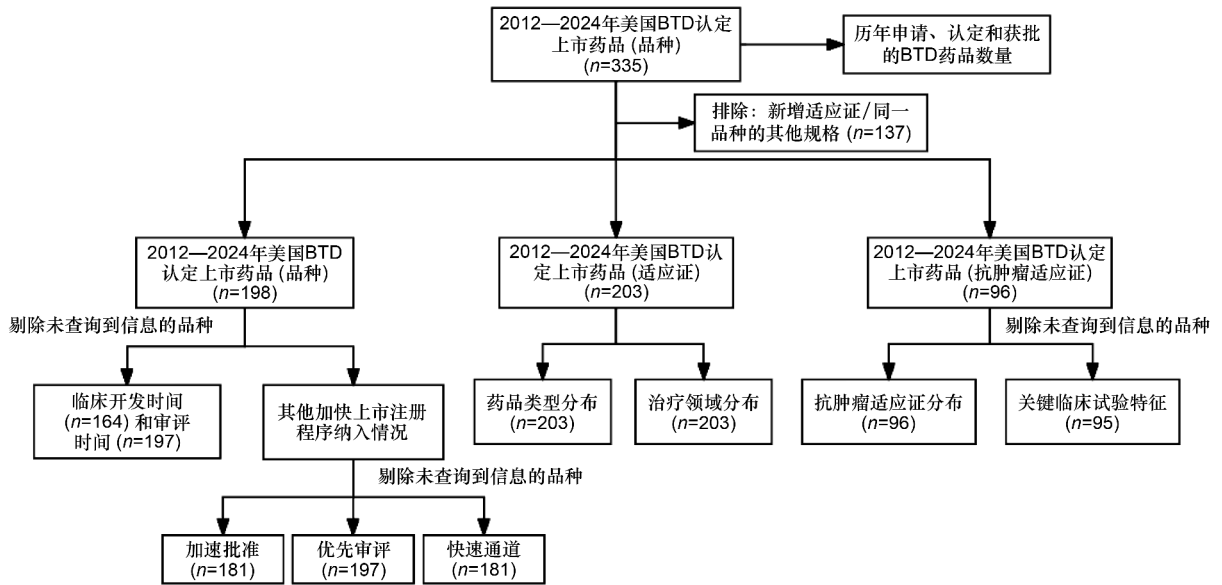 2012—2024年美国BTD认定
上市药品 (品种)
(n=335)
历年申请、认定和获批
的BTD药品数量
排除：新增适应证/同一
品种的其他规格 (n=137)
2012—2024年美国BTD
认定上市药品 (品种)
(n=198)
2012—2024年美国BTD认
定上市药品 (适应证)
(n=203)
2012—2024年美国BTD认定
上市药品 (抗肿瘤适应证)
(n=96)
剔除未查询到信息的品种
剔除未查询到信息的品种
临床开发时间
(n=164) 和审评
时间 (n=197)
其他加快上市注册
程序纳入情况
药品类型分布
(n=203)
治疗领域分布
(n=203)
抗肿瘤适应证分布
(n=96)
关键临床试验特征
(n=95)
剔除未查询到信息的品种
加速批准
(n=181)
优先审评
(n=197)
快速通道
(n=181)